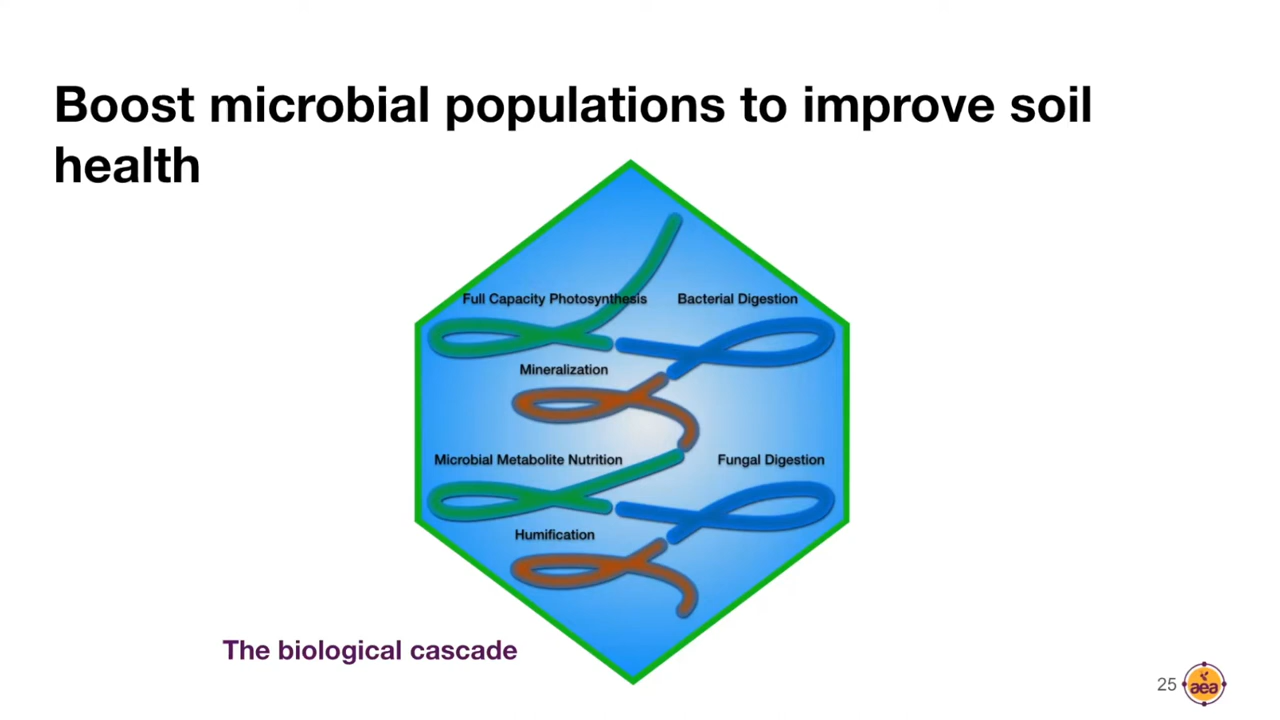 Boost microbial populations to improve soil
health
Full Capacity Photosynthesis
Bacterial Digestion
Mineralization
Microbial Metabolite Nutrition
Fungal Digestion
Humification
The biological cascade
25
aea